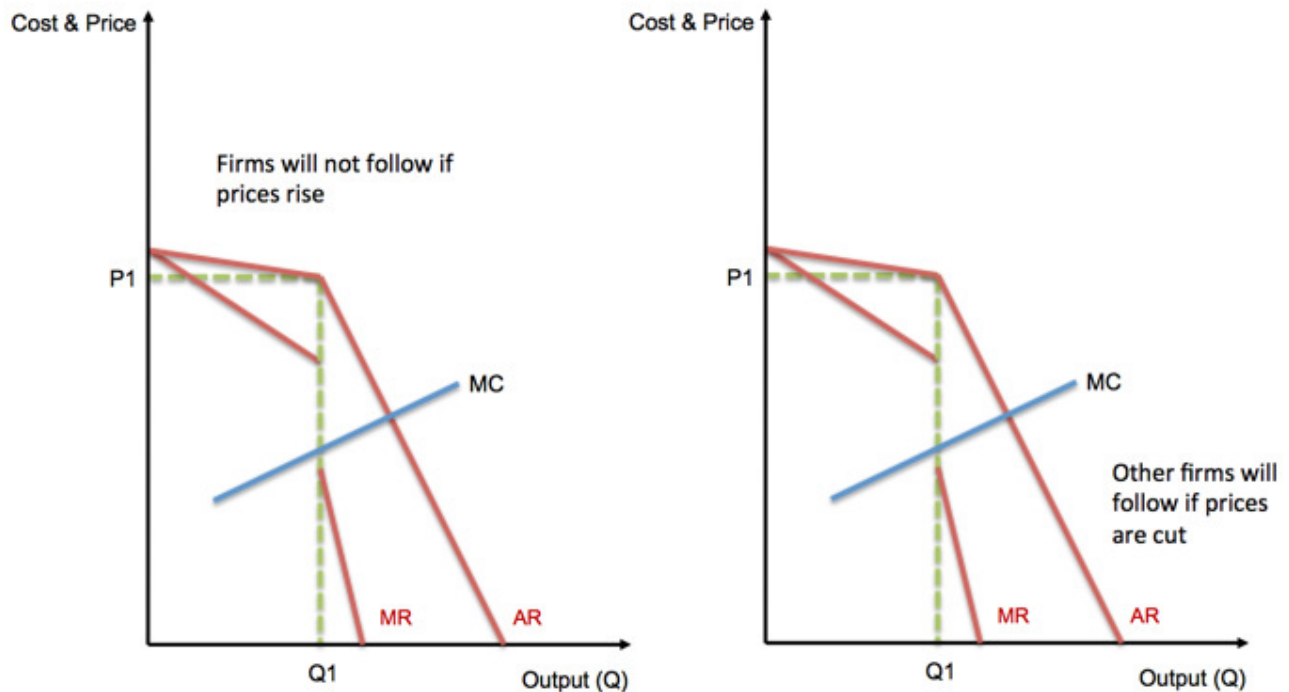 Cost & Price
Firms will not follow if
prices rise
P1
MC
MR
AR
Q1
Output (Q)
Cost & Price
P1
MC
Other firms will
follow if prices
are cut
MR
AR
Q1
Output (Q)